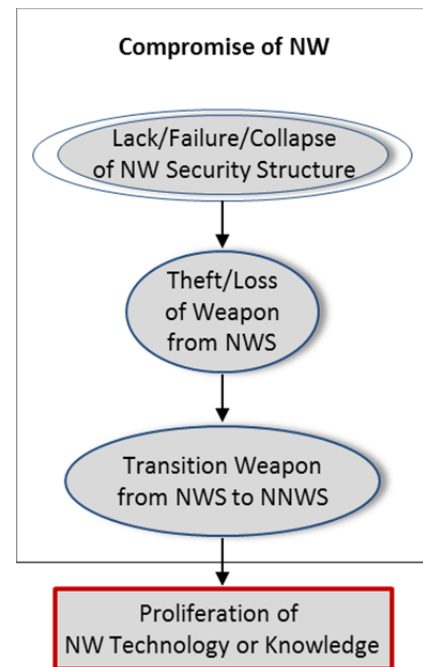 Compromise of NW
Lack/Failure/Collapse
of NW Security Structure
Theft/Loss
of Weapon
from NWS
Transition Weapon
from NWS to NNWS
Proliferation of
NW Technology or Knowledge